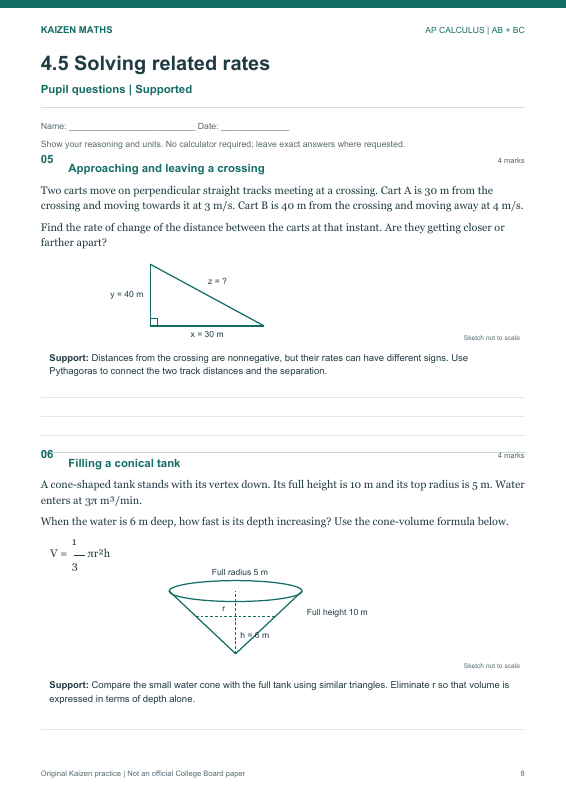 KAIZEN MATHS
AP CALCULUS | AB + BC
4.5 Solving related rates
Pupil questions | Supported
Name: ____________________________ Date: _______________
Show your reasoning and units. No calculator required; leave exact answers where requested.
05
4 marks
Approaching and leaving a crossing
Two carts move on perpendicular straight tracks meeting at a crossing. Cart A is 30 m from the
crossing and moving towards it at 3 m/s. Cart B is 40 m from the crossing and moving away at 4 m/s.
Find the rate of change of the distance between the carts at that instant. Are they getting closer or
farther apart?
z = ?
y = 40 m
x = 30 m
Sketch not to scale
Support: Distances from the crossing are nonnegative, but their rates can have different signs. Use
Pythagoras to connect the two track distances and the separation.
06
4 marks
Filling a conical tank
A cone-shaped tank stands with its vertex down. Its full height is 10 m and its top radius is 5 m. Water
enters at 3π m³/min.
When the water is 6 m deep, how fast is its depth increasing? Use the cone-volume formula below.
V = 1/3 πr²h
Full radius 5 m
r
Full height 10 m
h = 6 m
Sketch not to scale
Support: Compare the small water cone with the full tank using similar triangles. Eliminate r so that volume is
expressed in terms of depth alone.
Original Kaizen practice | Not an official College Board paper
8